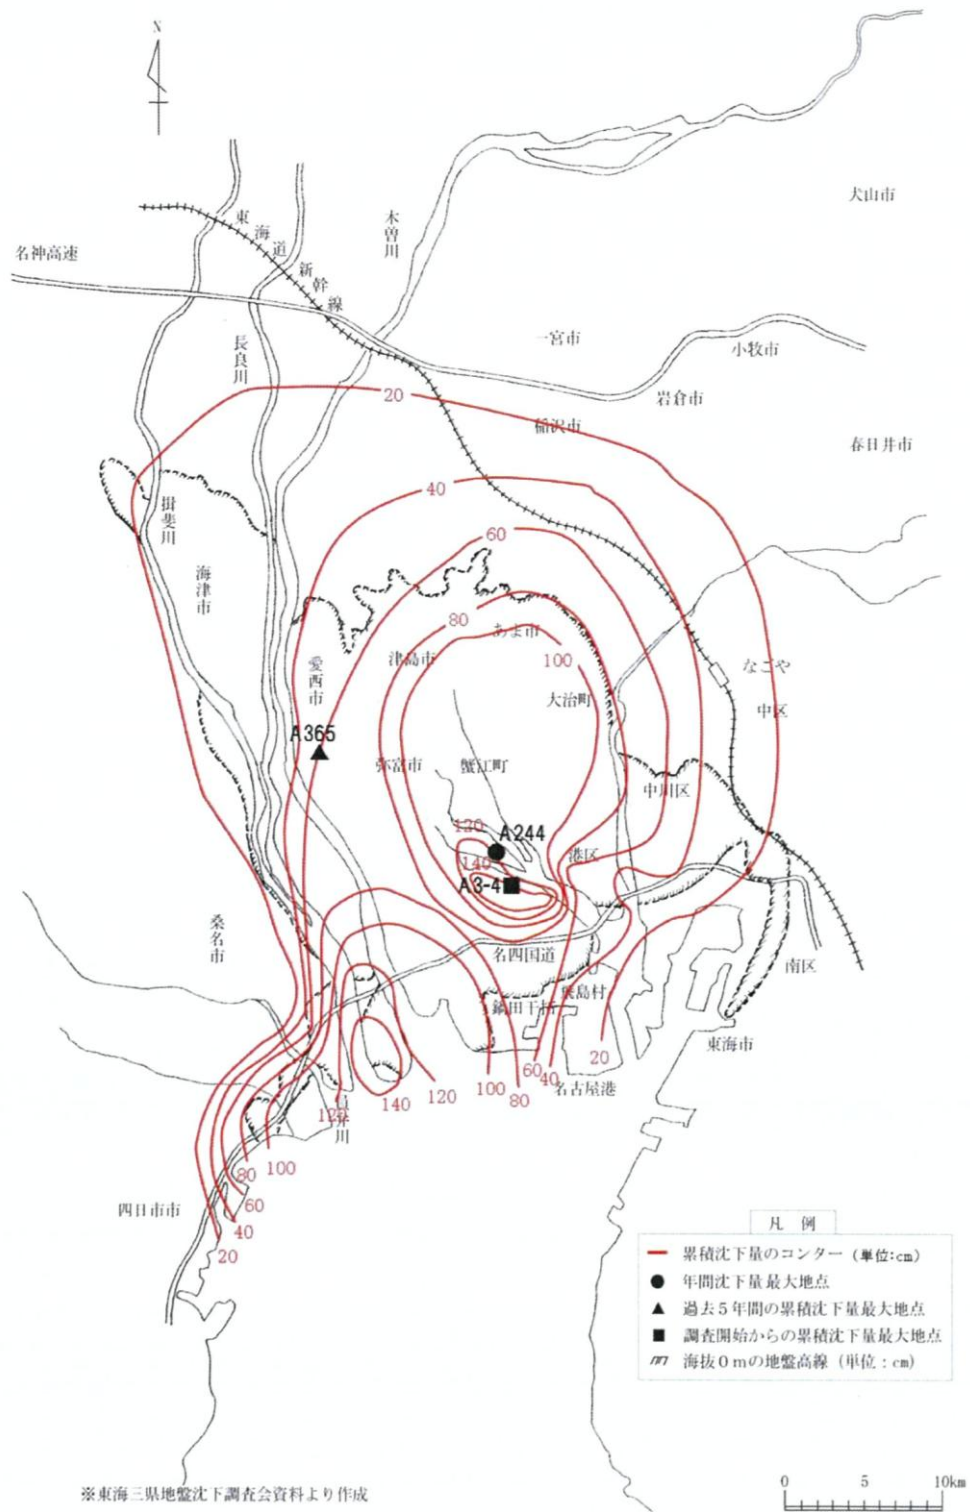 N
犬山市
木曽川
東海道新幹線
名神高速
一宮市
小牧市
長良川
岩倉市
20
稲沢市
春日井市
40
揖斐川
60
海津市
80
あま市
津島市
100
愛西市
なごや
大治町
中区
A365
弥富市
蟹江町
中川区
120
A244
港区
140
A3-4
桑名市
名四国道
南区
飛島村
鍋田干拓
東海市
20
60
40
100
120
80
名古屋港
140
120
80
100
60
四日市市
40
20
凡 例
累積沈下量のコンター (単位:cm)
年間沈下量最大地点
過去5年間の累積沈下量最大地点
調査開始からの累積沈下量最大地点
海抜0mの地盤高線 (単位:cm)
※東海三県地盤沈下調査会資料より作成
0 5 10km